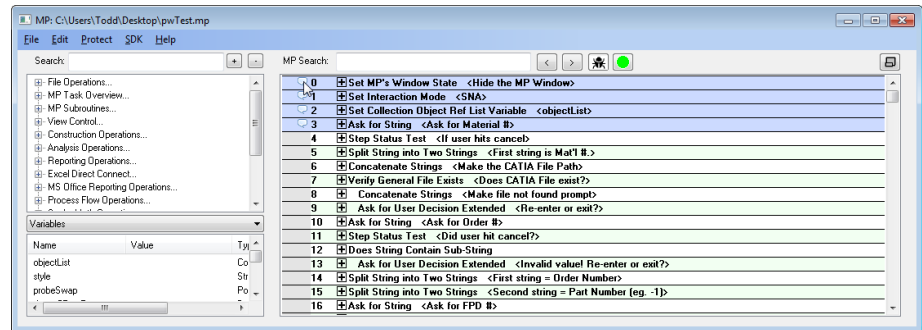 MP: C:\Users\Todd\Desktop\pwTest.mp
File Edit Protect SDK Help
Search: + -
File Operations...
MP Task Overview...
MP Subroutines...
View Control...
Construction Operations...
Analysis Operations...
Reporting Operations...
Excel Direct Connect...
MS Office Reporting Operations...
Process Flow Operations...
Variables
Name Value
objectList Co
style Str
probeSwap Po
MP Search: < >
0 Set MP's Window State <Hide the MP Window>
1 Set Interaction Mode <SNA>
2 Set Collection Object Ref List Variable <objectList>
3 Ask for String <Ask for Material #>
4 Step Status Test <If user hits cancel>
5 Split String into Two Strings <First string is Mat'l #.>
6 Concatenate Strings <Make the CATIA File Path>
7 Verify General File Exists <Does CATIA File exist?>
8 Concatenate Strings <Make file not found prompt>
9 Ask for User Decision Extended <Re-enter or exit?>
10 Ask for String <Ask for Order #>
11 Step Status Test <Did user hit cancel?>
12 Does String Contain Sub-String
13 Ask for User Decision Extended <Invalid value! Re-enter or exit?>
14 Split String into Two Strings <First string = Order Number>
15 Split String into Two Strings <Second string = Part Number (eg. -1)>
16 Ask for String <Ask for FPD #>